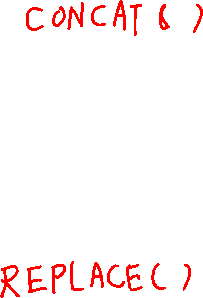 CONCAT( )
REPLACE( )